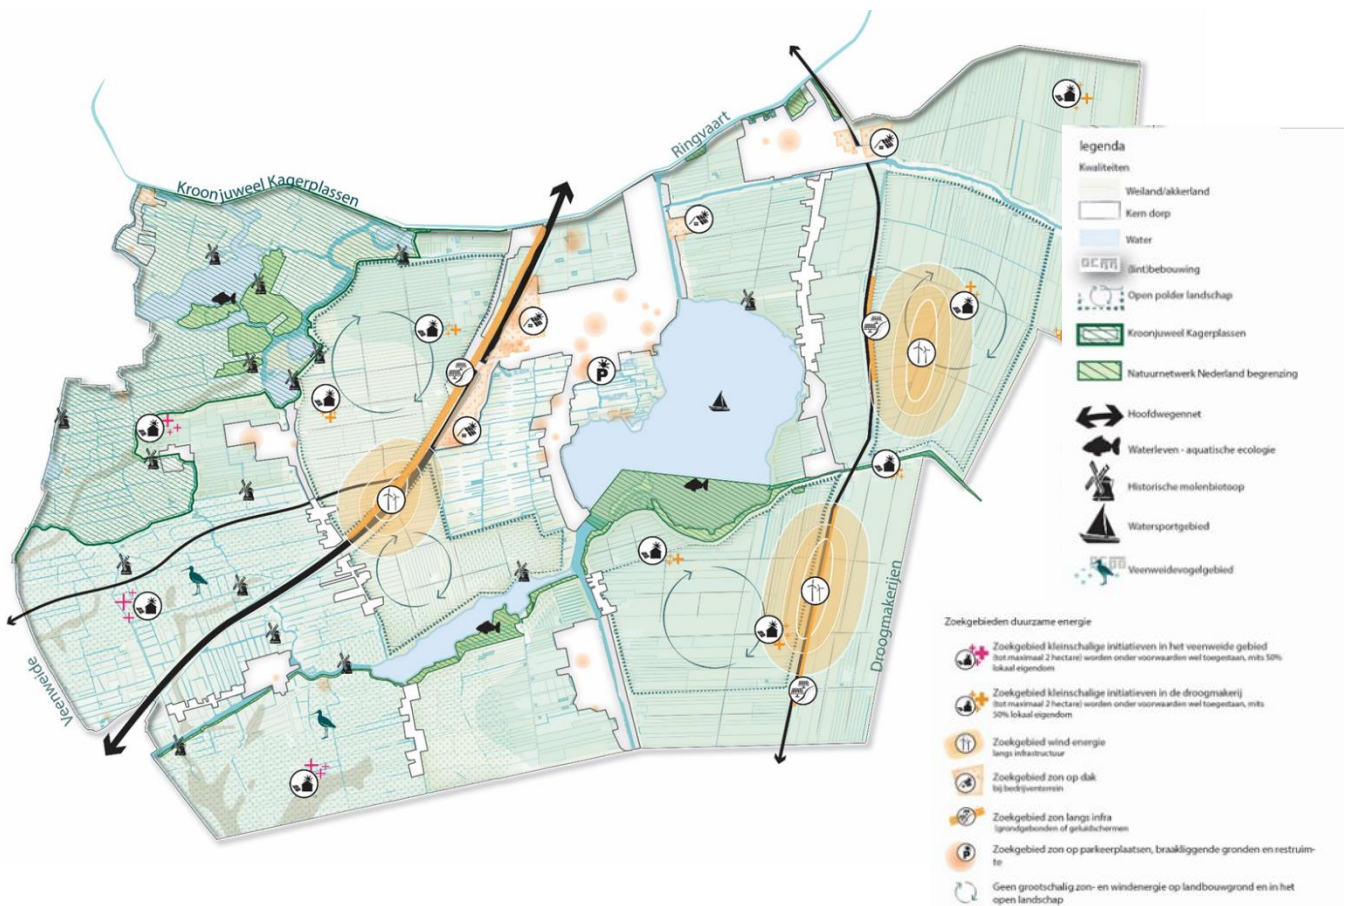 Ringvaart
Kroonjuweel Kagerplassen
Veenweide
Droogmakerijen
P
legenda
Kwaliteiten
Weiland/akkerland
Kern dorp
Water
(lint)bebouwing
Open polder landschap
Kroonjuweel Kagerplassen
Natuurnetwerk Nederland begrenzing
Hoofdwegennet
Waterleven - aquatische ecologie
Historische molenbiotoop
Watersportgebied
Veenweidevogelgebied
Zoekgebieden duurzame energie
Zoekgebied kleinschalige initiatieven in het veenweide gebied
(tot maximaal 2 hectare) worden onder voorwaarden wel toegestaan, mits 50%
lokaal eigendom
Zoekgebied kleinschalige initiatieven in de droogmakerij
(tot maximaal 2 hectare) worden onder voorwaarden wel toegestaan, mits
50% lokaal eigendom
Zoekgebied wind energie
langs infrastructuur
Zoekgebied zon op dak
bij bedrijventerrein
Zoekgebied zon langs infra
(grondgebonden of geluidschermen
P
Zoekgebied zon op parkeerplaatsen, braakliggende gronden en restruim-
te
Geen grootschalig zon- en windenergie op landbouwgrond en in het
open landschap